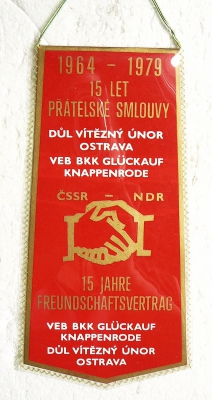 1964 - 1979
15 LET
PŘÁTELSKÉ SMLOUVY
DŮL VÍTĚZNÝ ÚNOR
OSTRAVA
VEB BKK GLÜCKAUF
KNAPPENRODE
ČSSR - NDR
15 JAHRE
FREUNDSCHAFTSVERTRAG
VEB BKK GLÜCKAUF
KNAPPENRODE
DŮL VÍTĚZNÝ ÚNOR
OSTRAVA